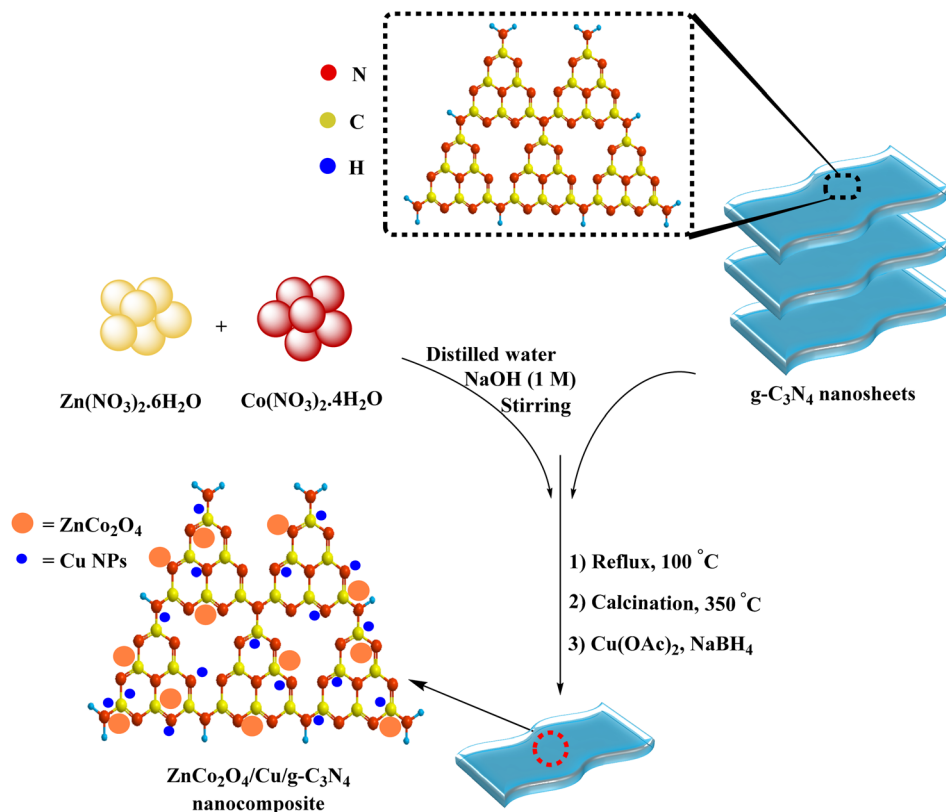 N
C
H
Zn(NO3)2.6H2O
+
Co(NO3)2.4H2O
Distilled water
NaOH (1 M)
Stirring
g-C3N4 nanosheets
= ZnCo2O4
= Cu NPs
1) Reflux, 100 °C
2) Calcination, 350 °C
3) Cu(OAc)2, NaBH4
ZnCo2O4/Cu/g-C3N4
nanocomposite